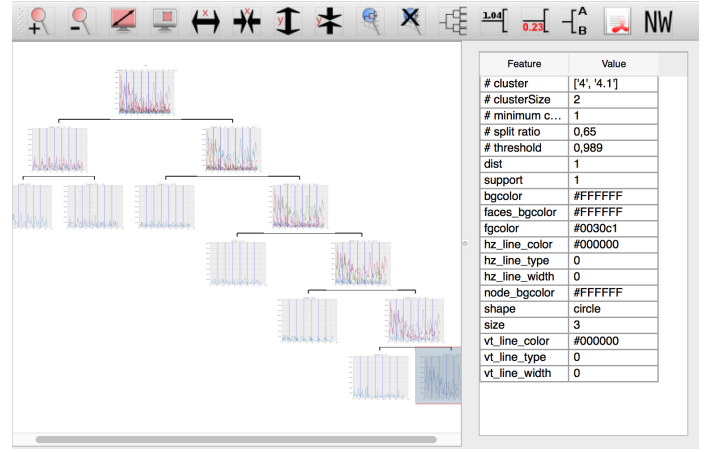 x x y y 1.04 0.23 A B NW
Feature Value
# cluster ['4', '4.1']
# clusterSize 2
# minimum c... 1
# split ratio 0,65
# threshold 0,989
dist 1
support 1
bgcolor #FFFFFF
faces_bgcolor #FFFFFF
fgcolor #0030c1
hz_line_color #000000
hz_line_type 0
hz_line_width 0
node_bgcolor #FFFFFF
shape circle
size 3
vt_line_color #000000
vt_line_type 0
vt_line_width 0